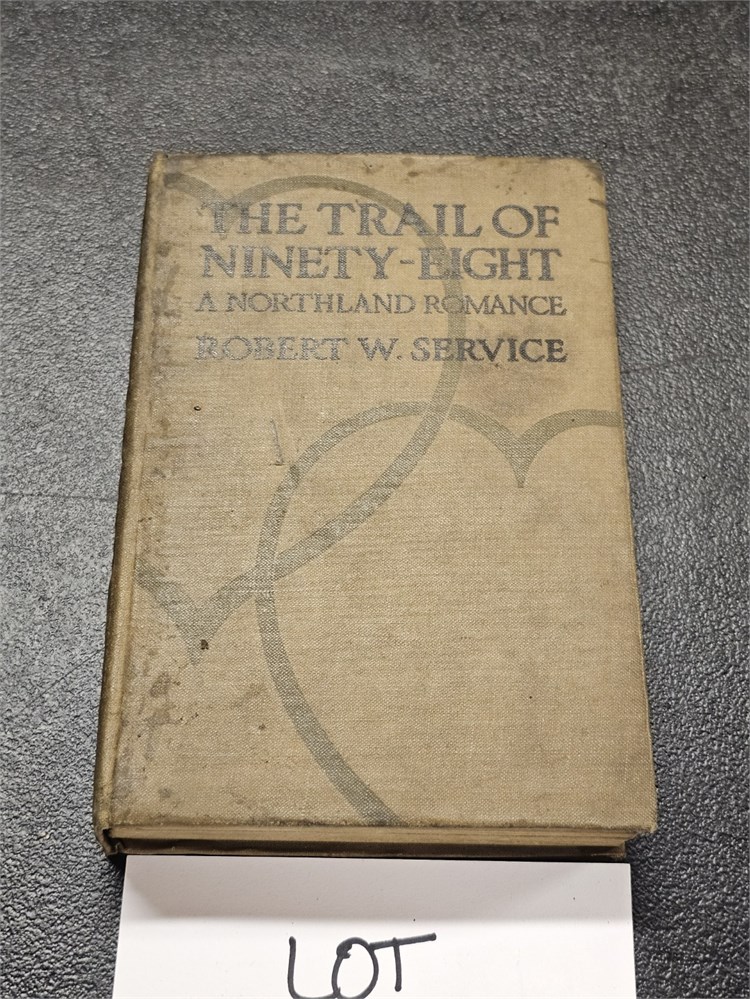 THE TRAIL OF
NINETY-EIGHT
A NORTHLAND ROMANCE
ROBERT W. SERVICE
LOT